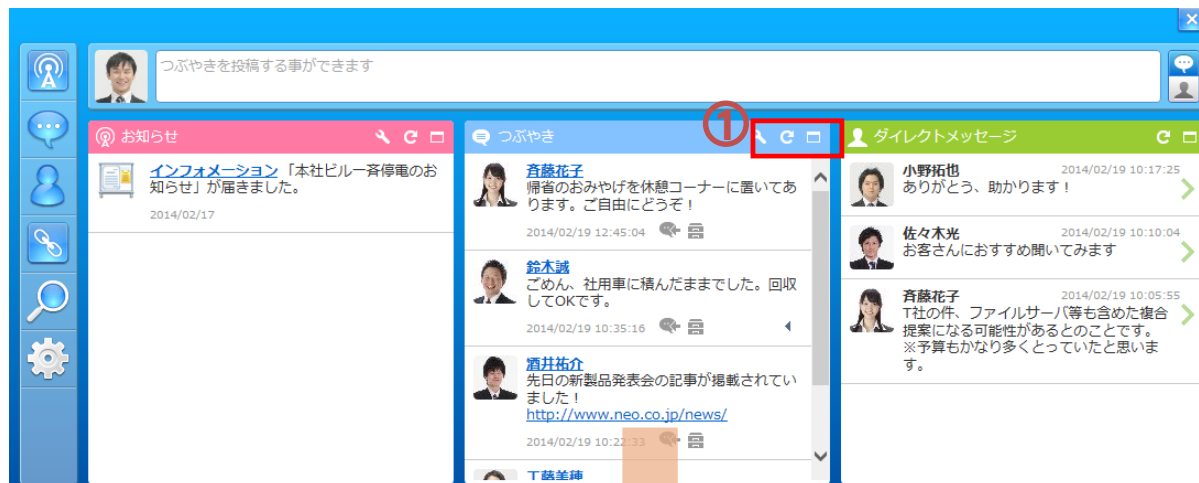 つぶやきを投稿する事ができます
①
お知らせ
インフォメーション「本社ビル一斉停電のお
知らせ」が届きました。
2014/02/17
つぶやき
斉藤花子
帰省のおみやげを休憩コーナーに置いてあ
ります。ご自由にどうぞ！
2014/02/19 12:45:04
鈴木誠
ごめん、社用車に積んだままでした。回収
してOKです。
2014/02/19 10:35:16
酒井祐介
先日の新製品発表会の記事が掲載されてい
ました！
http://www.neo.co.jp/news/
2014/02/19 10:22:33
工藤美穂
ダイレクトメッセージ
小野拓也 2014/02/19 10:17:25
ありがとう、助かります！
佐々木光 2014/02/19 10:10:04
お客さんにおすすめ聞いてみます
斉藤花子 2014/02/19 10:05:55
T社の件、ファイルサーバ等も含めた複合
提案になる可能性があるとのことです。
※予算もかなり多くとっていたと思いま
す。